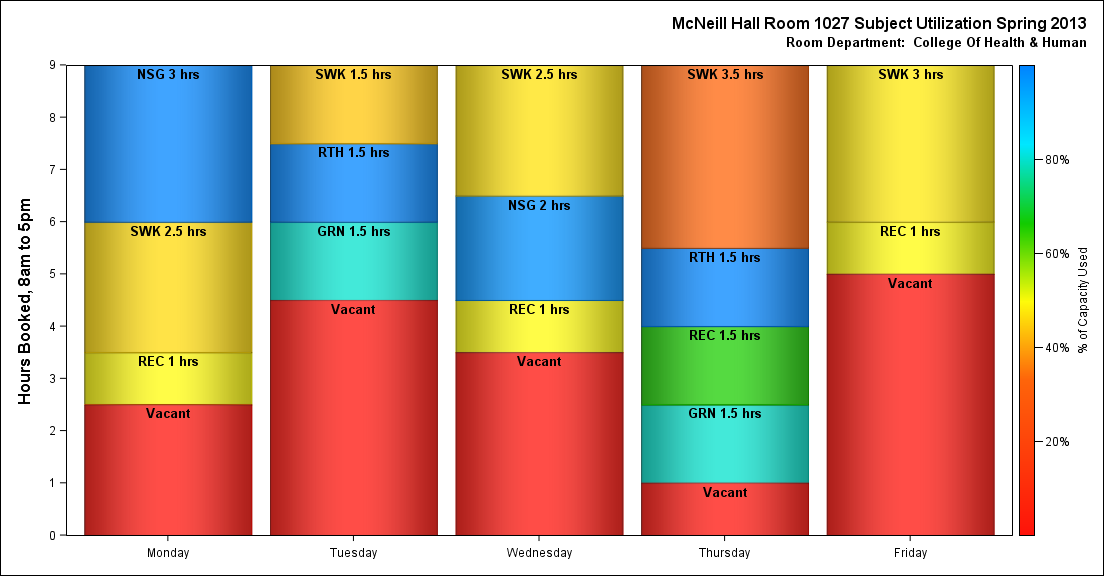 McNeill Hall Room 1027 Subject Utilization Spring 2013
Room Department:  College Of Health & Human
Hours Booked, 8am to 5pm
9
8
7
6
5
4
3
2
1
0
NSG 3 hrs
SWK 2.5 hrs
REC 1 hrs
Vacant
SWK 1.5 hrs
RTH 1.5 hrs
GRN 1.5 hrs
Vacant
SWK 2.5 hrs
NSG 2 hrs
REC 1 hrs
Vacant
SWK 3.5 hrs
RTH 1.5 hrs
REC 1.5 hrs
GRN 1.5 hrs
Vacant
SWK 3 hrs
REC 1 hrs
Vacant
Monday
Tuesday
Wednesday
Thursday
Friday
80%
60%
40%
20%
% of Capacity Used